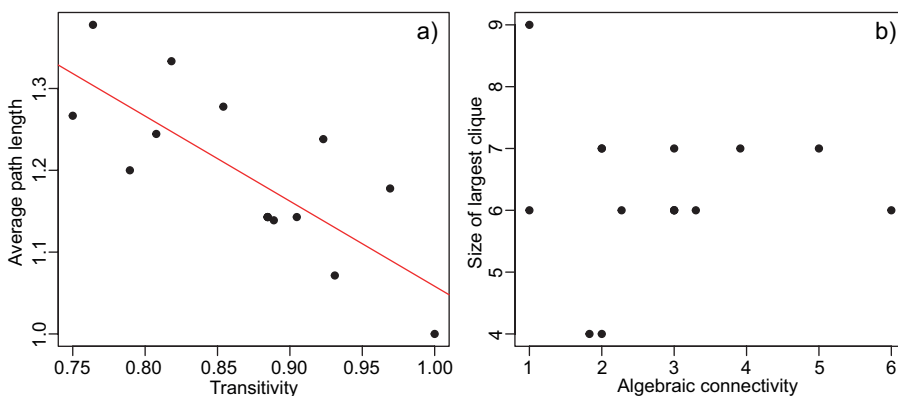 a)
Average path length
1.3
1.2
1.1
1.0
0.75 0.80 0.85 0.90 0.95 1.00
Transitivity
b)
Size of largest clique
9
8
7
6
5
4
1 2 3 4 5 6
Algebraic connectivity